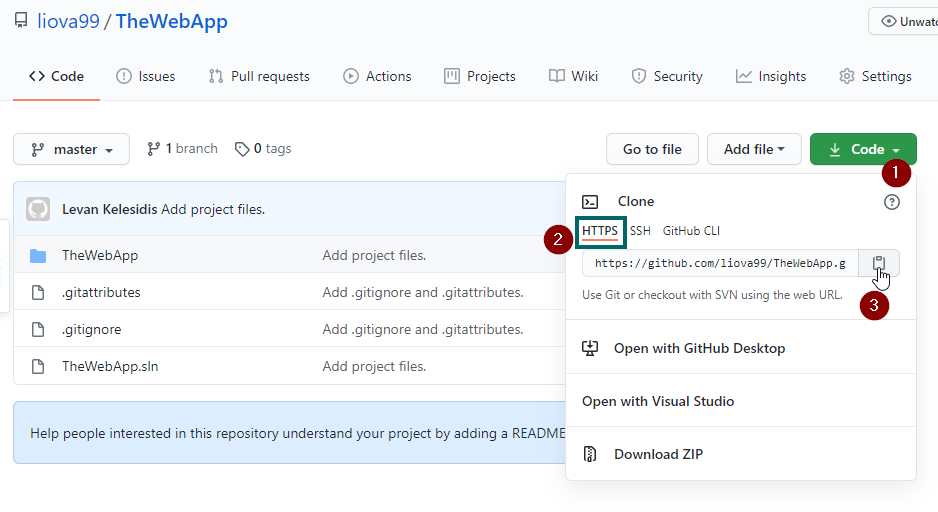 liova99 / TheWebApp
Unwatc
Code Issues Pull requests Actions Projects Wiki Security Insights Settings
master 1 branch 0 tags Go to file Add file Code
1
Levan Kelesidis Add project files.
TheWebApp Add project files.
.gitattributes Add .gitignore and .gitattributes.
.gitignore Add .gitignore and .gitattributes.
TheWebApp.sln Add project files.
Help people interested in this repository understand your project by adding a README
Clone
2
HTTPS SSH GitHub CLI
https://github.com/liova99/TheWebApp.g
Use Git or checkout with SVN using the web URL.
3
Open with GitHub Desktop
Open with Visual Studio
Download ZIP